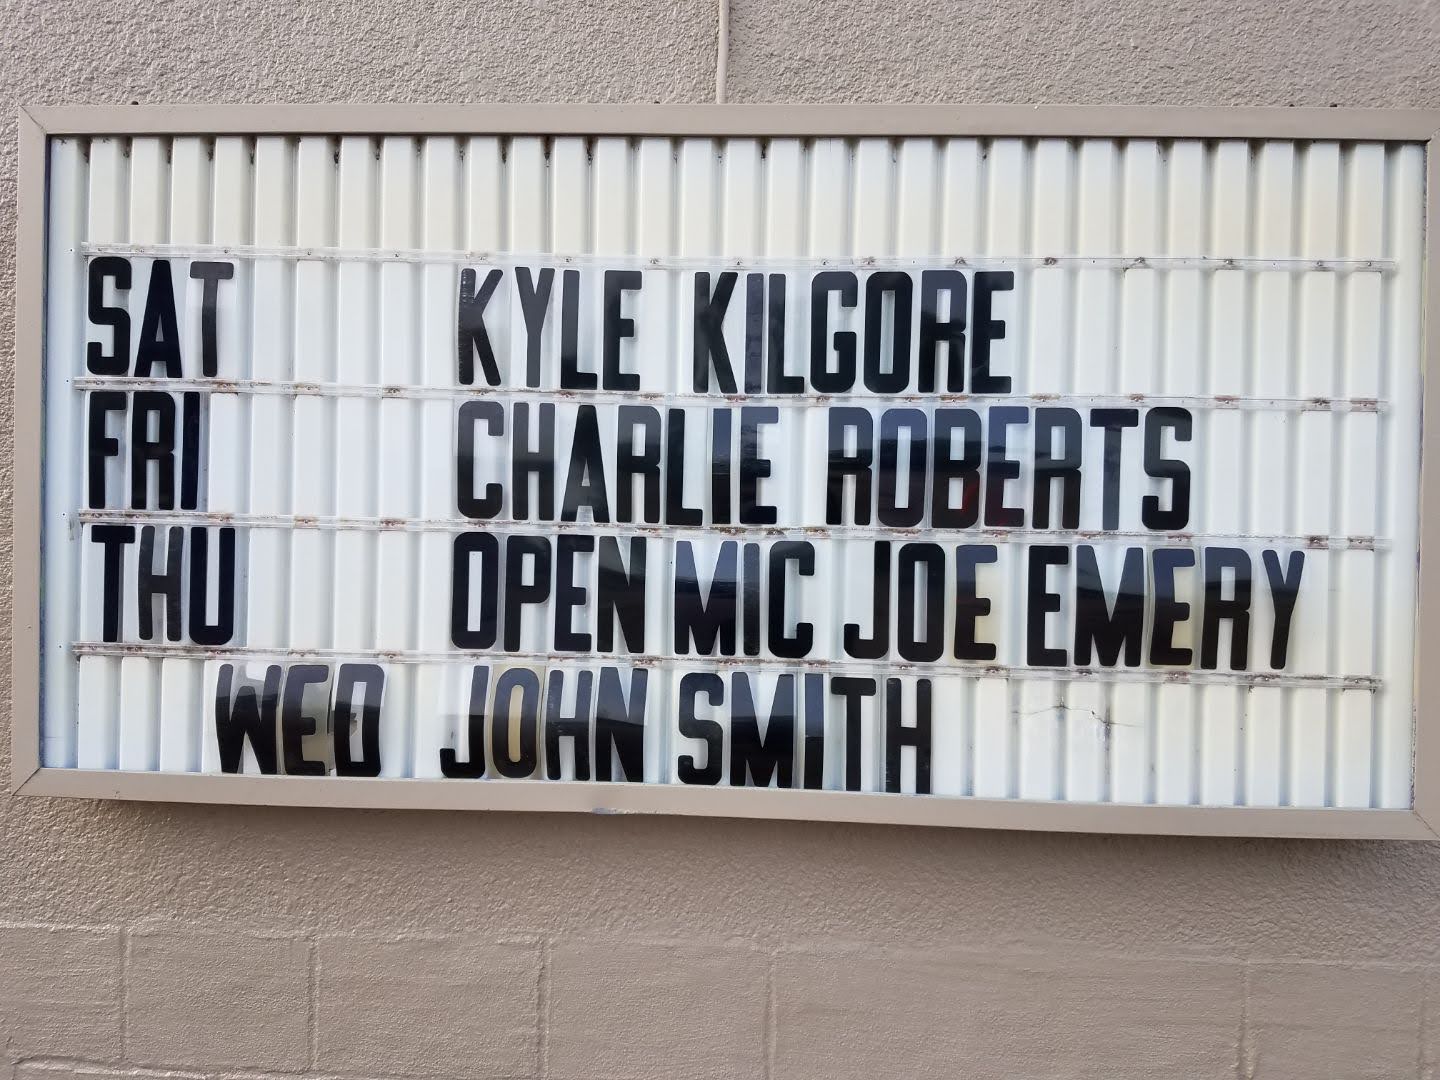 SAT KYLE KILGORE
FRI CHARLIE ROBERTS
THU OPEN MIC JOE EMERY
WED JOHN SMITH